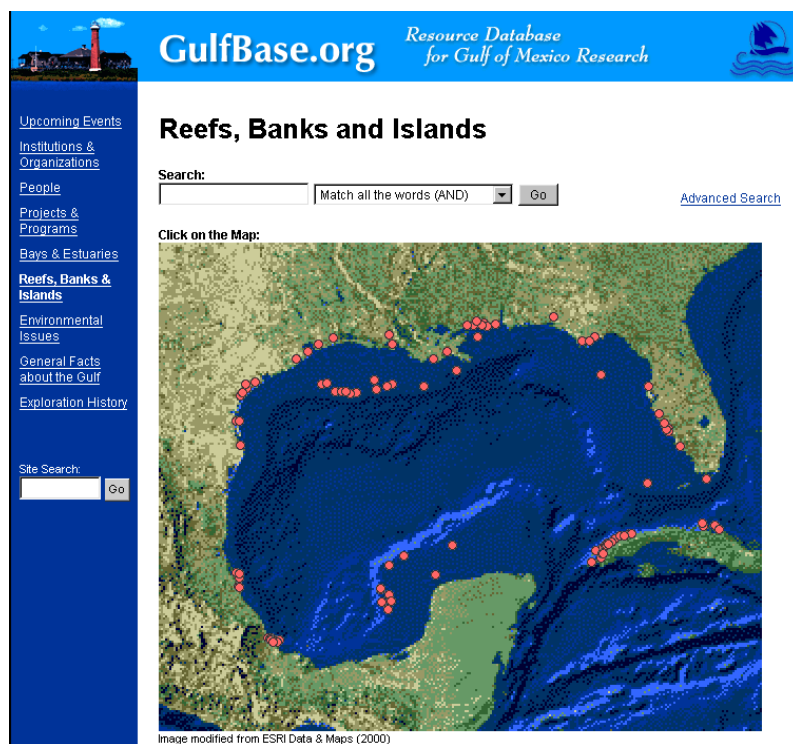 GulfBase.org
Resource Database
for Gulf of Mexico Research
Upcoming Events
Institutions &
Organizations
People
Projects &
Programs
Bays & Estuaries
Reefs, Banks &
Islands
Environmental
Issues
General Facts
about the Gulf
Exploration History
Site Search:
Go
Reefs, Banks and Islands
Search:
Match all the words (AND)
Go
Advanced Search
Click on the Map:
Image modified from ESRI Data & Maps (2000)